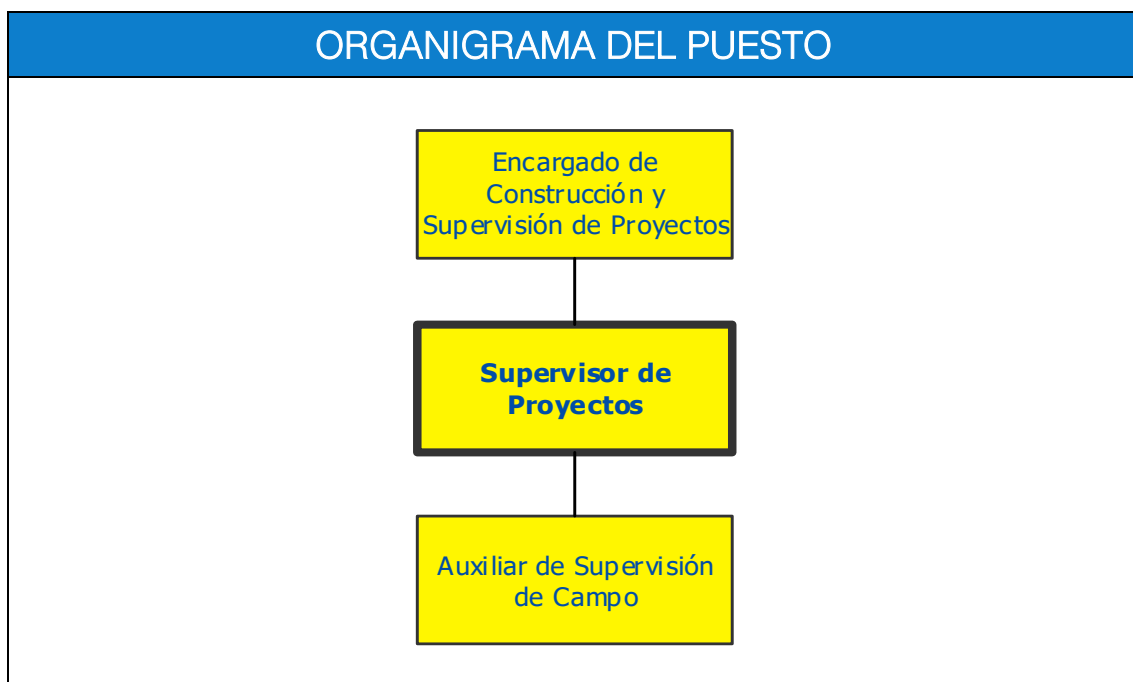 ORGANIGRAMA DEL PUESTO
Encargado de
Construcción y
Supervisión de Proyectos
Supervisor de
Proyectos
Auxiliar de Supervisión
de Campo